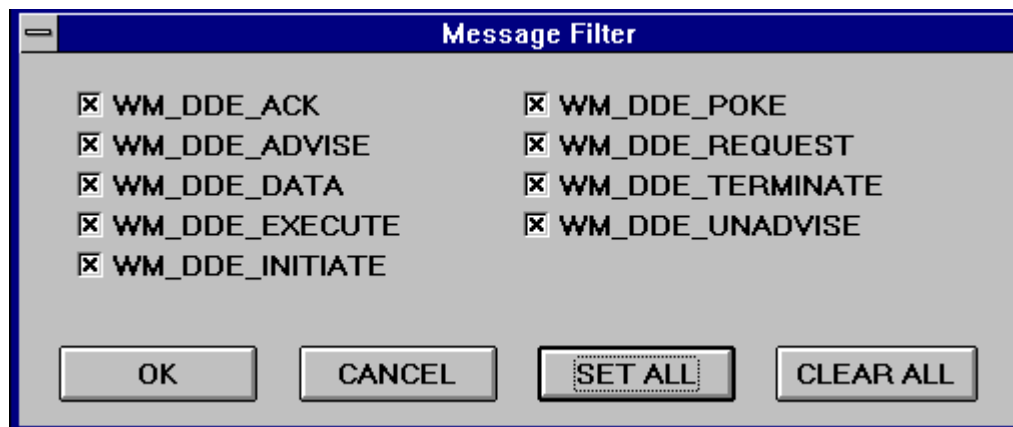 Message Filter
WM_DDE_ACK
WM_DDE_ADVISE
WM_DDE_DATA
WM_DDE_EXECUTE
WM_DDE_INITIATE
WM_DDE_POKE
WM_DDE_REQUEST
WM_DDE_TERMINATE
WM_DDE_UNADVISE
OK CANCEL SET ALL CLEAR ALL